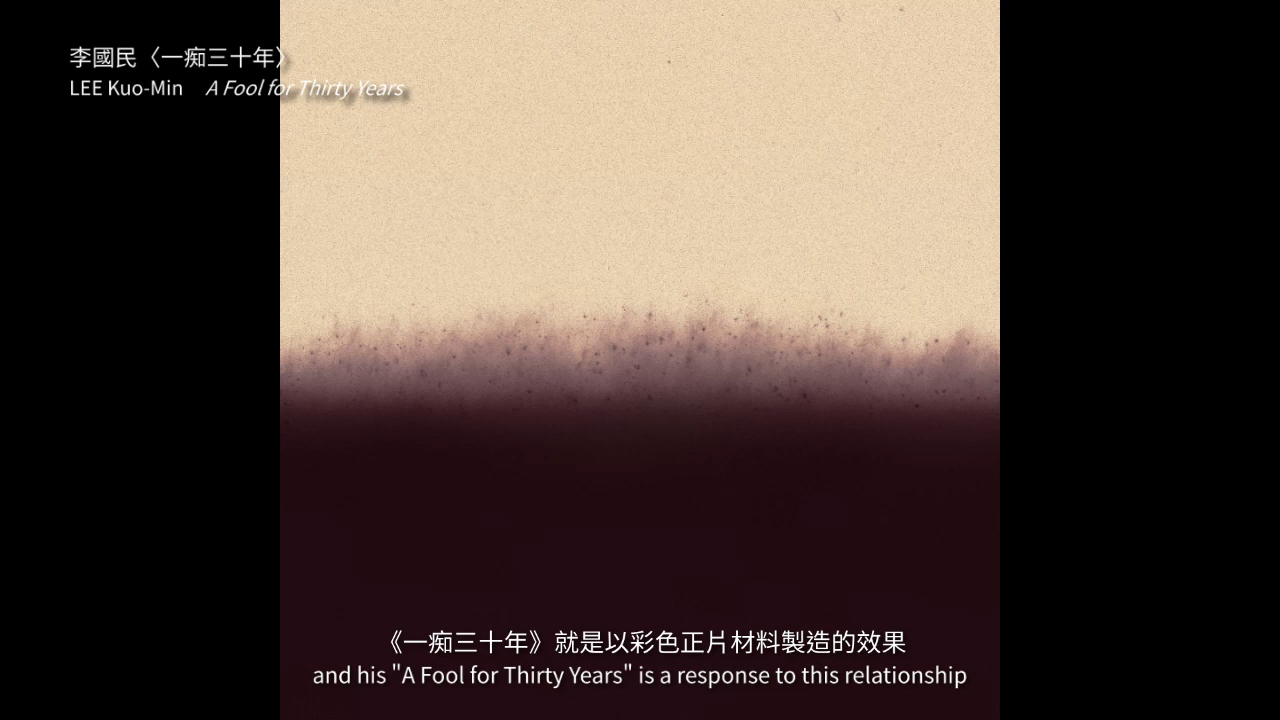 李國民〈一痴三十年〉
LEE Kuo-Min A Fool for Thirty Years
《一痴三十年》就是以彩色正片材料製造的效果
and his "A Fool for Thirty Years" is a response to this relationship